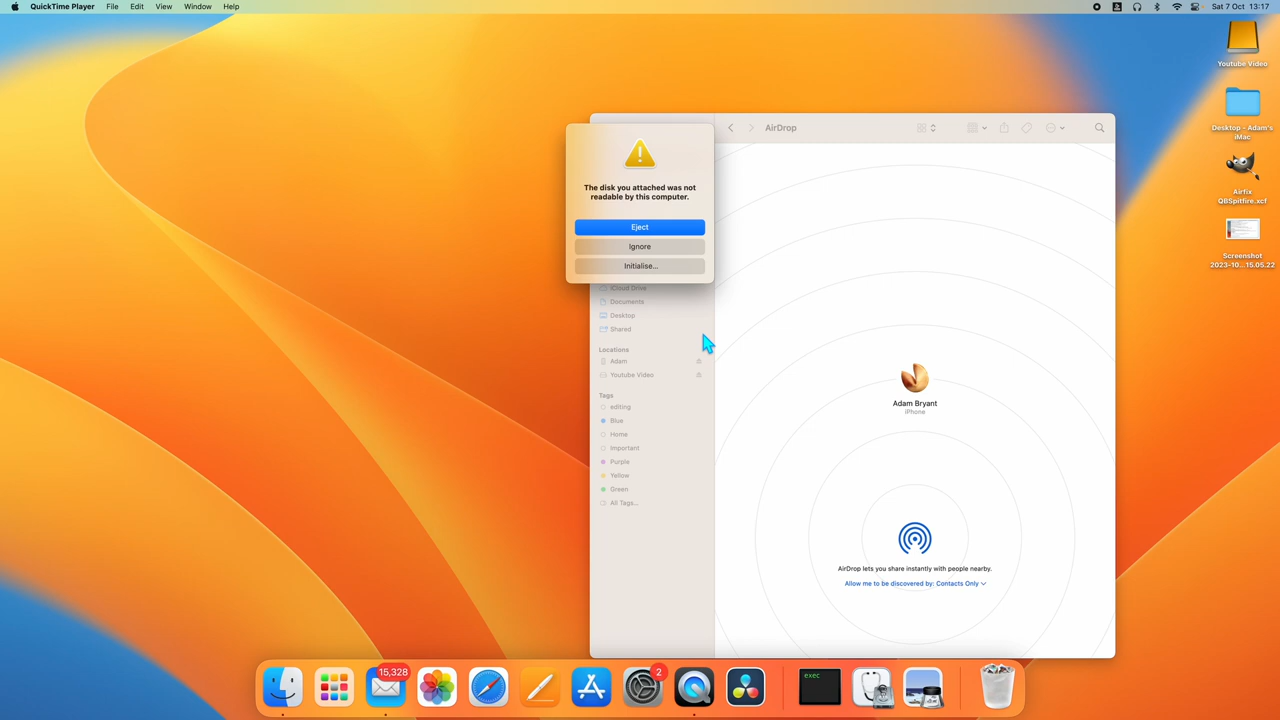 QuickTime Player File Edit View Window Help
Sat 7 Oct 13:17
Youtube Video
Desktop - Adam's
iMac
Airfix
QBSpitfire.xcf
Screenshot
2023-10...15.05.22
AirDrop
The disk you attached was not
readable by this computer.
Eject
Ignore
Initialise...
iCloud Drive
Documents
Desktop
Shared
Locations
Adam
Youtube Video
Tags
editing
Blue
Home
Important
Purple
Yellow
Green
All Tags...
Adam Bryant
iPhone
AirDrop lets you share instantly with people nearby.
Allow me to be discovered by: Contacts Only
15,328
2
exec